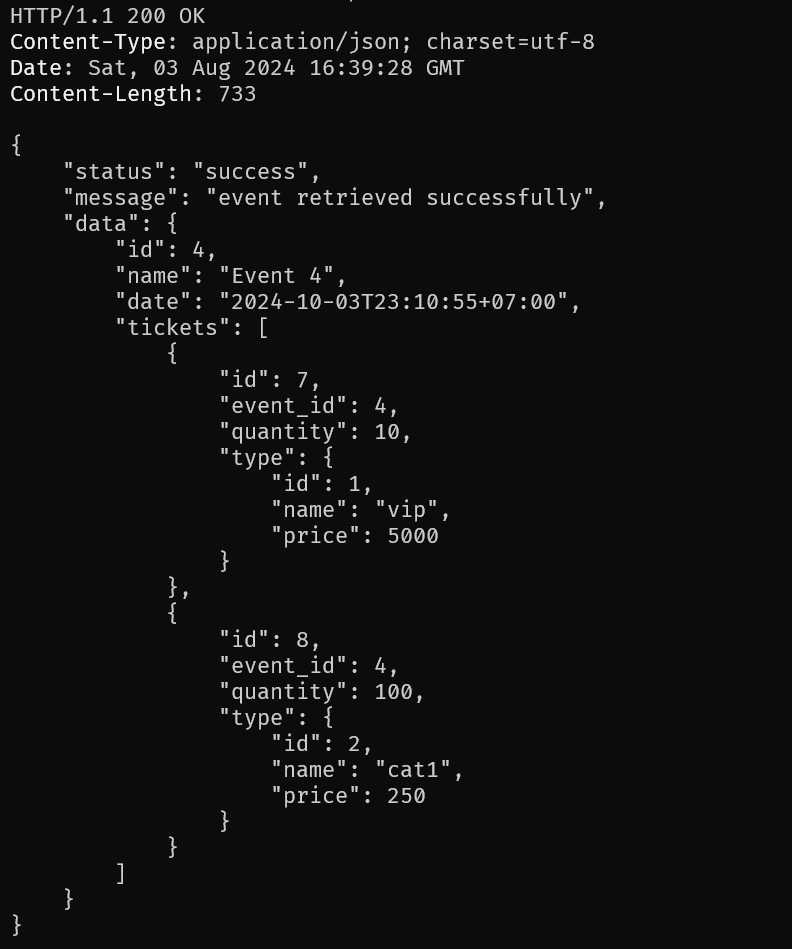 HTTP/1.1 200 OK
Content-Type: application/json; charset=utf-8
Date: Sat, 03 Aug 2024 16:39:28 GMT
Content-Length: 733

{
    "status": "success",
    "message": "event retrieved successfully",
    "data": {
        "id": 4,
        "name": "Event 4",
        "date": "2024-10-03T23:10:55+07:00",
        "tickets": [
            {
                "id": 7,
                "event_id": 4,
                "quantity": 10,
                "type": {
                    "id": 1,
                    "name": "vip",
                    "price": 5000
                }
            },
            {
                "id": 8,
                "event_id": 4,
                "quantity": 100,
                "type": {
                    "id": 2,
                    "name": "cat1",
                    "price": 250
                }
            }
        ]
    }
}